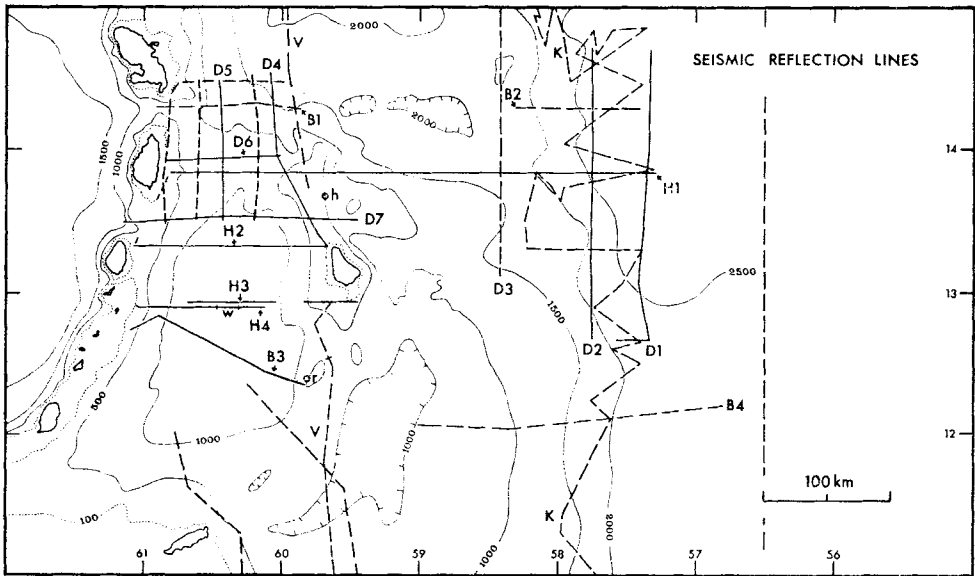 2000
V
D5
D4
K
SEISMIC REFLECTION LINES
B2
B1
2000
1500
1000
D6
14
H1
h
D7
H2
2500
D3
13
H3
w
H4
1500
D2
D1
B3
r
B4
500
V
1000
12
1000
100 km
100
K
2000
1000
61
60
59
58
57
56